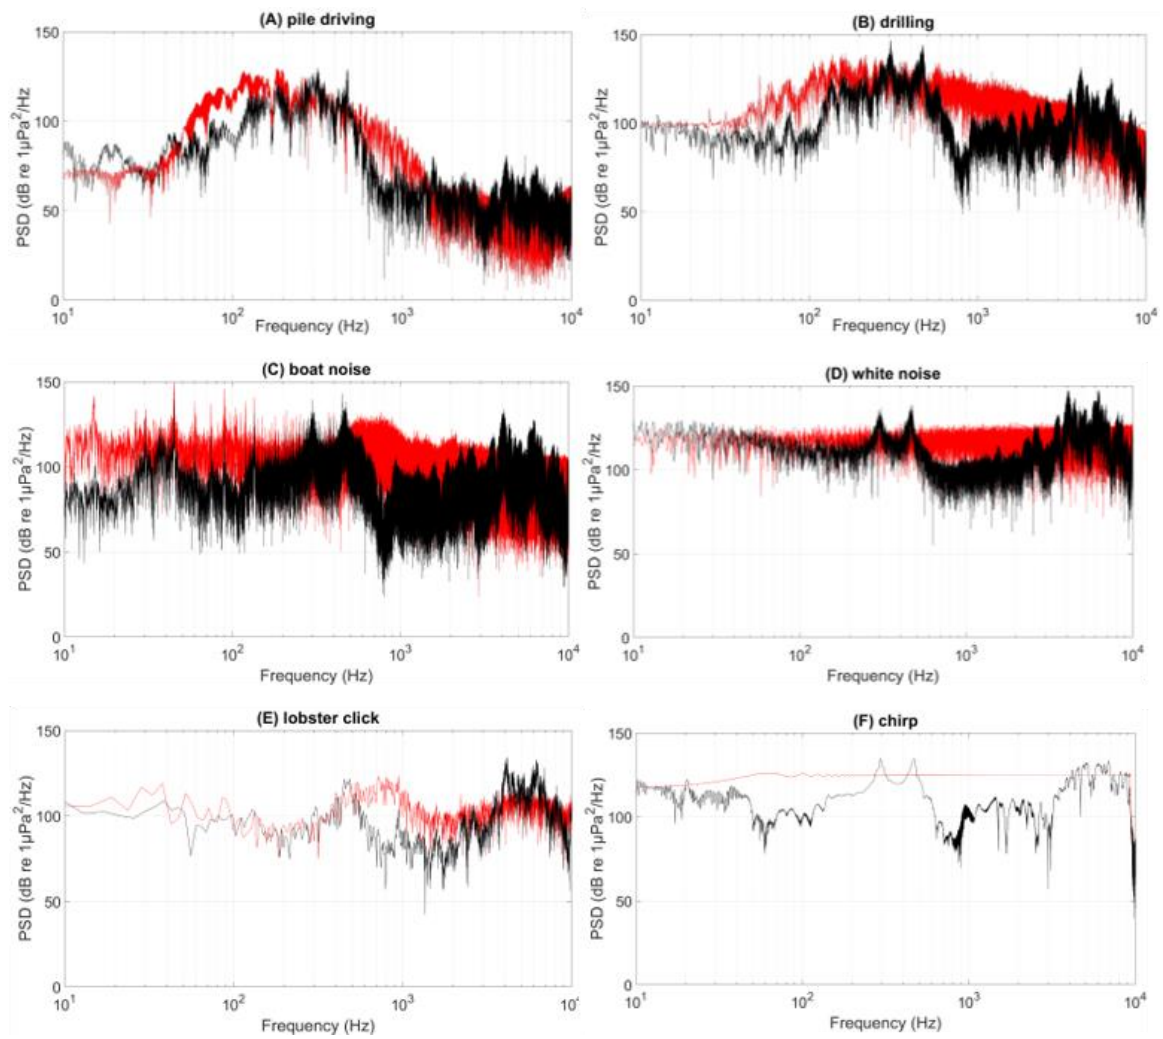 (A) pile driving
PSD (dB re 1µPa²/Hz
150
100
50
0
10¹
10²
10³
10⁴
Frequency (Hz)
(B) drilling
PSD (dB re 1µPa²/Hz)
150
100
50
0
10¹
10²
10³
10⁴
Frequency (Hz)
(C) boat noise
PSD (dB re 1µPa²/Hz)
150
100
50
0
10¹
10²
10³
10⁴
Frequency (Hz)
(D) white noise
PSD (dB re 1µPa²/Hz)
150
100
50
0
10¹
10²
10³
10⁴
Frequency (Hz)
(E) lobster click
PSD (dB re 1µPa²/Hz)
150
100
50
0
10¹
10²
10³
10⁴
Frequency (Hz)
(F) chirp
PSD (dB re 1µPa²/Hz)
150
100
50
0
10¹
10²
10³
10⁴
Frequency (Hz)